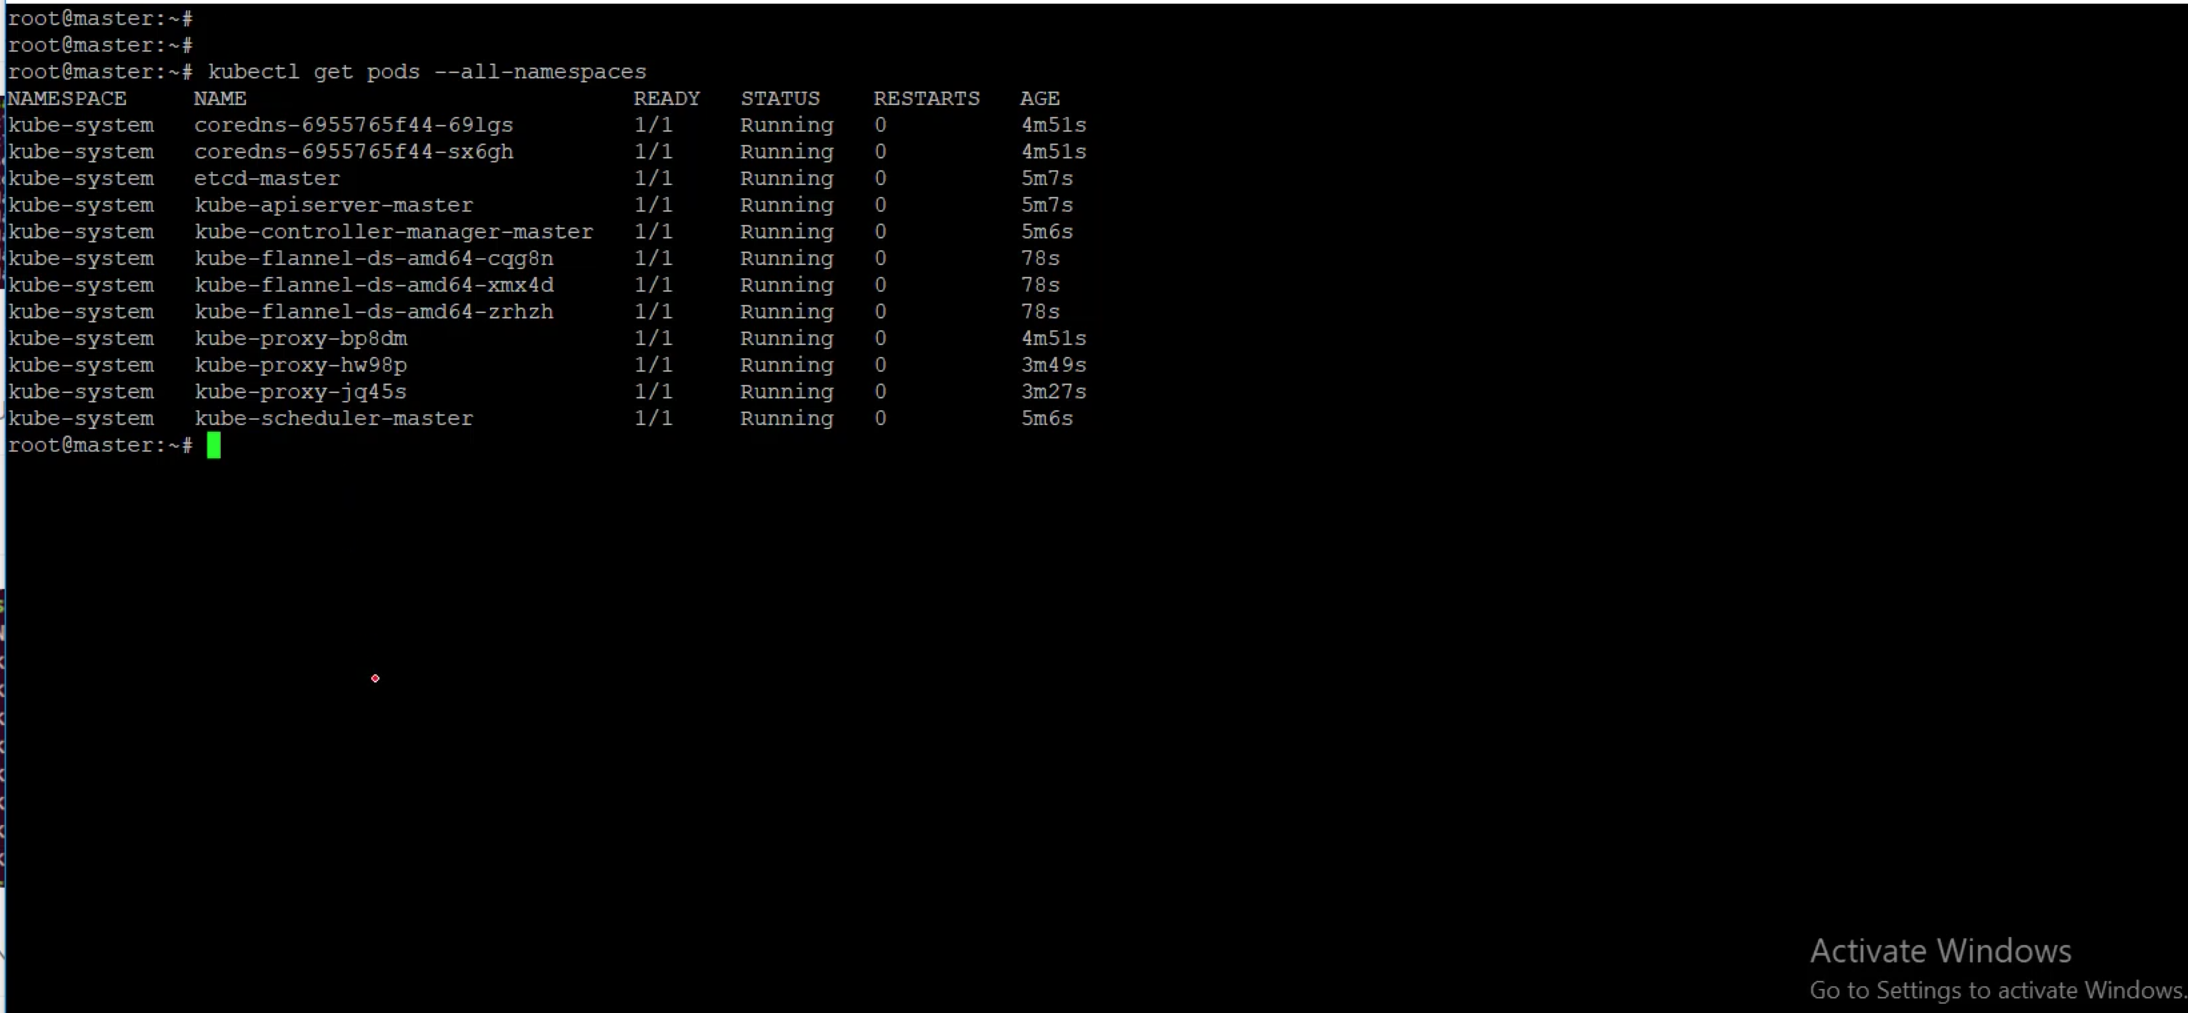 root@master:~#
root@master:~#
root@master:~# kubectl get pods --all-namespaces
NAMESPACE     NAME                             READY   STATUS    RESTARTS   AGE
kube-system   coredns-6955765f44-69lgs         1/1     Running   0          4m51s
kube-system   coredns-6955765f44-sx6gh         1/1     Running   0          4m51s
kube-system   etcd-master                      1/1     Running   0          5m7s
kube-system   kube-apiserver-master            1/1     Running   0          5m7s
kube-system   kube-controller-manager-master   1/1     Running   0          5m6s
kube-system   kube-flannel-ds-amd64-cqg8n      1/1     Running   0          78s
kube-system   kube-flannel-ds-amd64-xmx4d      1/1     Running   0          78s
kube-system   kube-flannel-ds-amd64-zrhzh      1/1     Running   0          78s
kube-system   kube-proxy-bp8dm                 1/1     Running   0          4m51s
kube-system   kube-proxy-hw98p                 1/1     Running   0          3m49s
kube-system   kube-proxy-jq45s                 1/1     Running   0          3m27s
kube-system   kube-scheduler-master            1/1     Running   0          5m6s
root@master:~#
Activate Windows
Go to Settings to activate Windows.